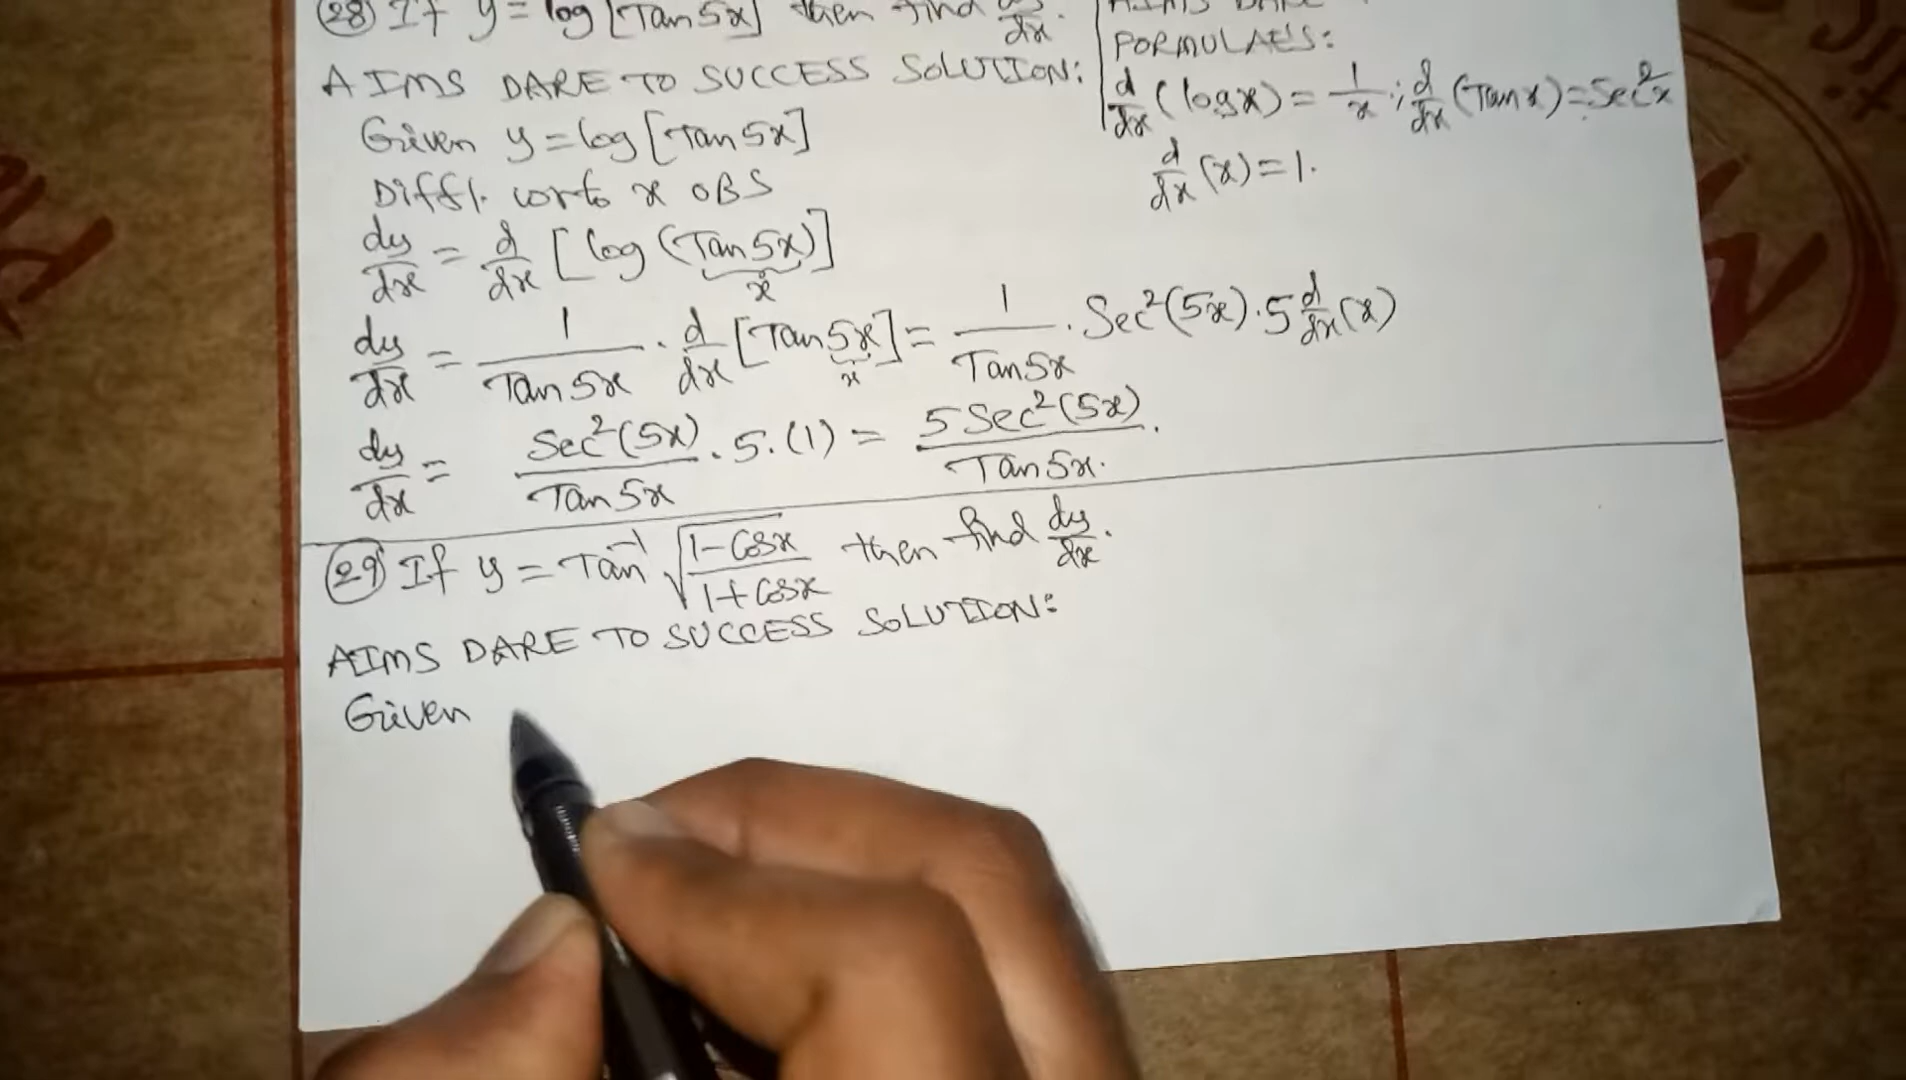 28 If y = log [Tan 5x] then find dy/dx.
AIMS DARE TO SUCCESS SOLUTION:
Given y = log [Tan 5x]
Diff. w.r.to x OBS
dy/dx = d/dx [log (Tan 5x)]
x
dy/dx = 1/Tan 5x . d/dx [Tan 5x] = 1/Tan 5x . Sec²(5x) . 5 d/dx (x)
x
dy/dx = Sec²(5x)/Tan 5x . 5.(1) = 5 Sec²(5x)/Tan 5x.
AIMS DARE
FORMULAE'S:
d/dx (log x) = 1/x ; d/dx (Tan x) = Sec²x
d/dx (x) = 1.
29 If y = Tan⁻¹ √(1-Cosx/1+Cosx) then find dy/dx.
AIMS DARE TO SUCCESS SOLUTION:
Given